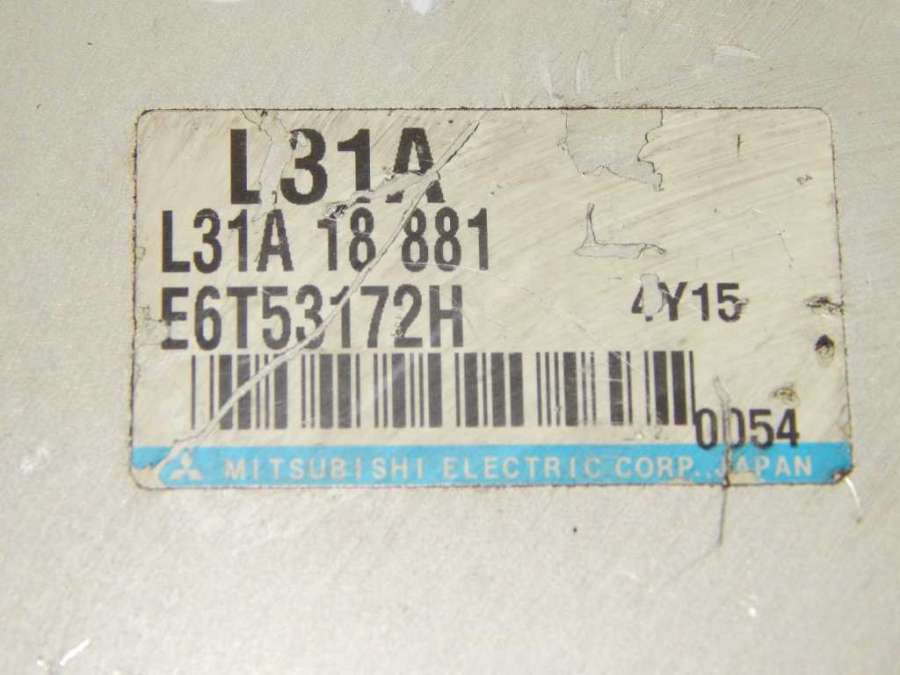 L31A
L31A 18 881
E6T53172H 4Y15
0054
MITSUBISHI ELECTRIC CORP., JAPAN